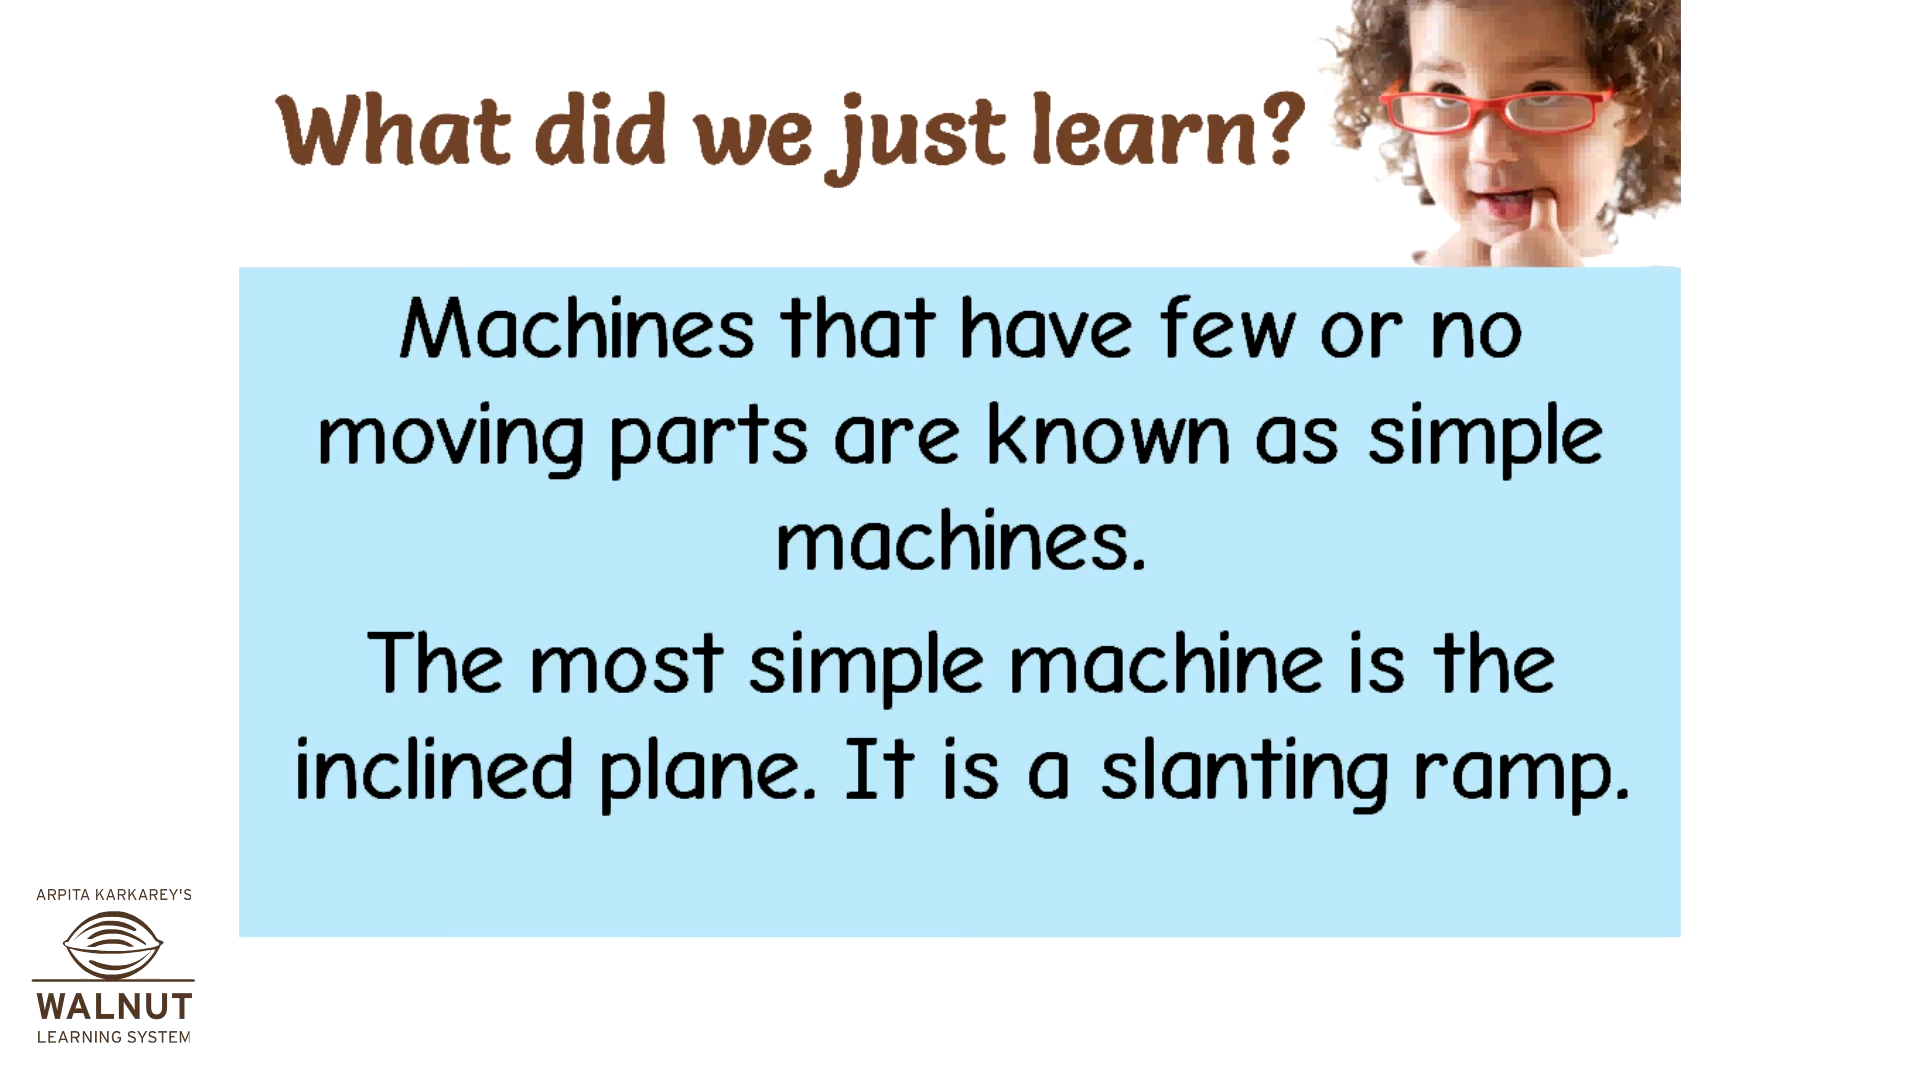 What did we just learn?
Machines that have few or no
moving parts are known as simple
machines.
The most simple machine is the
inclined plane. It is a slanting ramp.
ARPITA KARKAREY'S
WALNUT
LEARNING SYSTEM